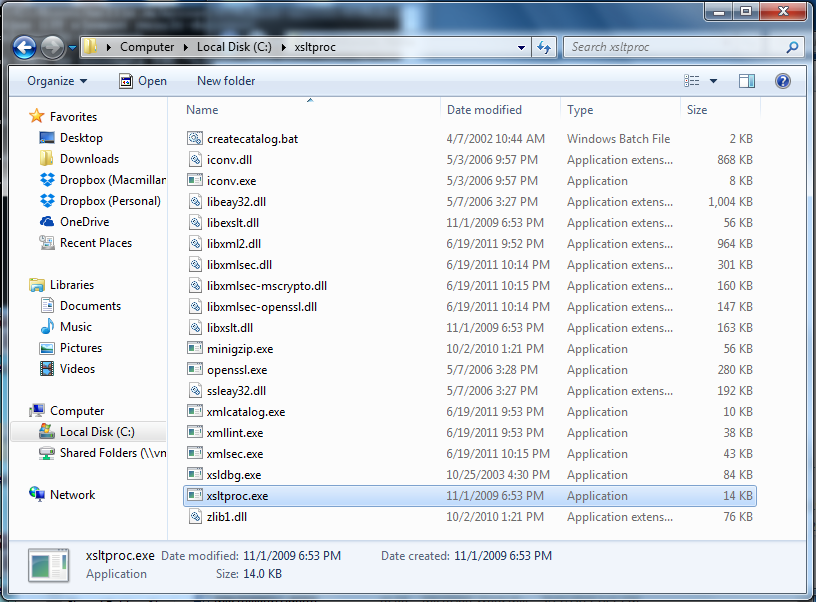 Computer Local Disk (C:) xsltproc Search xsltproc
Organize Open New folder
Favorites
Desktop
Downloads
Dropbox (Macmillar
Dropbox (Personal)
OneDrive
Recent Places
Libraries
Documents
Music
Pictures
Videos
Computer
Local Disk (C:)
Shared Folders (\\vn
Network
Name Date modified Type Size
createcatalog.bat 4/7/2002 10:44 AM Windows Batch File 2 KB
iconv.dll 5/3/2006 9:57 PM Application extens... 868 KB
iconv.exe 5/3/2006 9:57 PM Application 8 KB
libeay32.dll 5/7/2006 3:27 PM Application extens... 1,004 KB
libexslt.dll 11/1/2009 6:53 PM Application extens... 56 KB
libxml2.dll 6/19/2011 9:52 PM Application extens... 964 KB
libxmlsec.dll 6/19/2011 10:14 PM Application extens... 301 KB
libxmlsec-mscrypto.dll 6/19/2011 10:15 PM Application extens... 160 KB
libxmlsec-openssl.dll 6/19/2011 10:14 PM Application extens... 147 KB
libxslt.dll 11/1/2009 6:53 PM Application extens... 163 KB
minigzip.exe 10/2/2010 1:21 PM Application 56 KB
openssl.exe 5/7/2006 3:28 PM Application 280 KB
ssleay32.dll 5/7/2006 3:27 PM Application extens... 192 KB
xmlcatalog.exe 6/19/2011 9:53 PM Application 10 KB
xmllint.exe 6/19/2011 9:53 PM Application 38 KB
xmlsec.exe 6/19/2011 10:15 PM Application 43 KB
xsldbg.exe 10/25/2003 4:30 PM Application 84 KB
xsltproc.exe 11/1/2009 6:53 PM Application 14 KB
zlib1.dll 10/2/2010 1:21 PM Application extens... 76 KB
xsltproc.exe Date modified: 11/1/2009 6:53 PM Date created: 11/1/2009 6:53 PM
Application Size: 14.0 KB